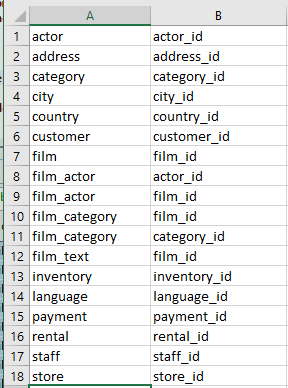 A B
1 actor actor_id
2 address address_id
3 category category_id
4 city city_id
5 country country_id
6 customer customer_id
7 film film_id
8 film_actor actor_id
9 film_actor film_id
10 film_category film_id
11 film_category category_id
12 film_text film_id
13 inventory inventory_id
14 language language_id
15 payment payment_id
16 rental rental_id
17 staff staff_id
18 store store_id